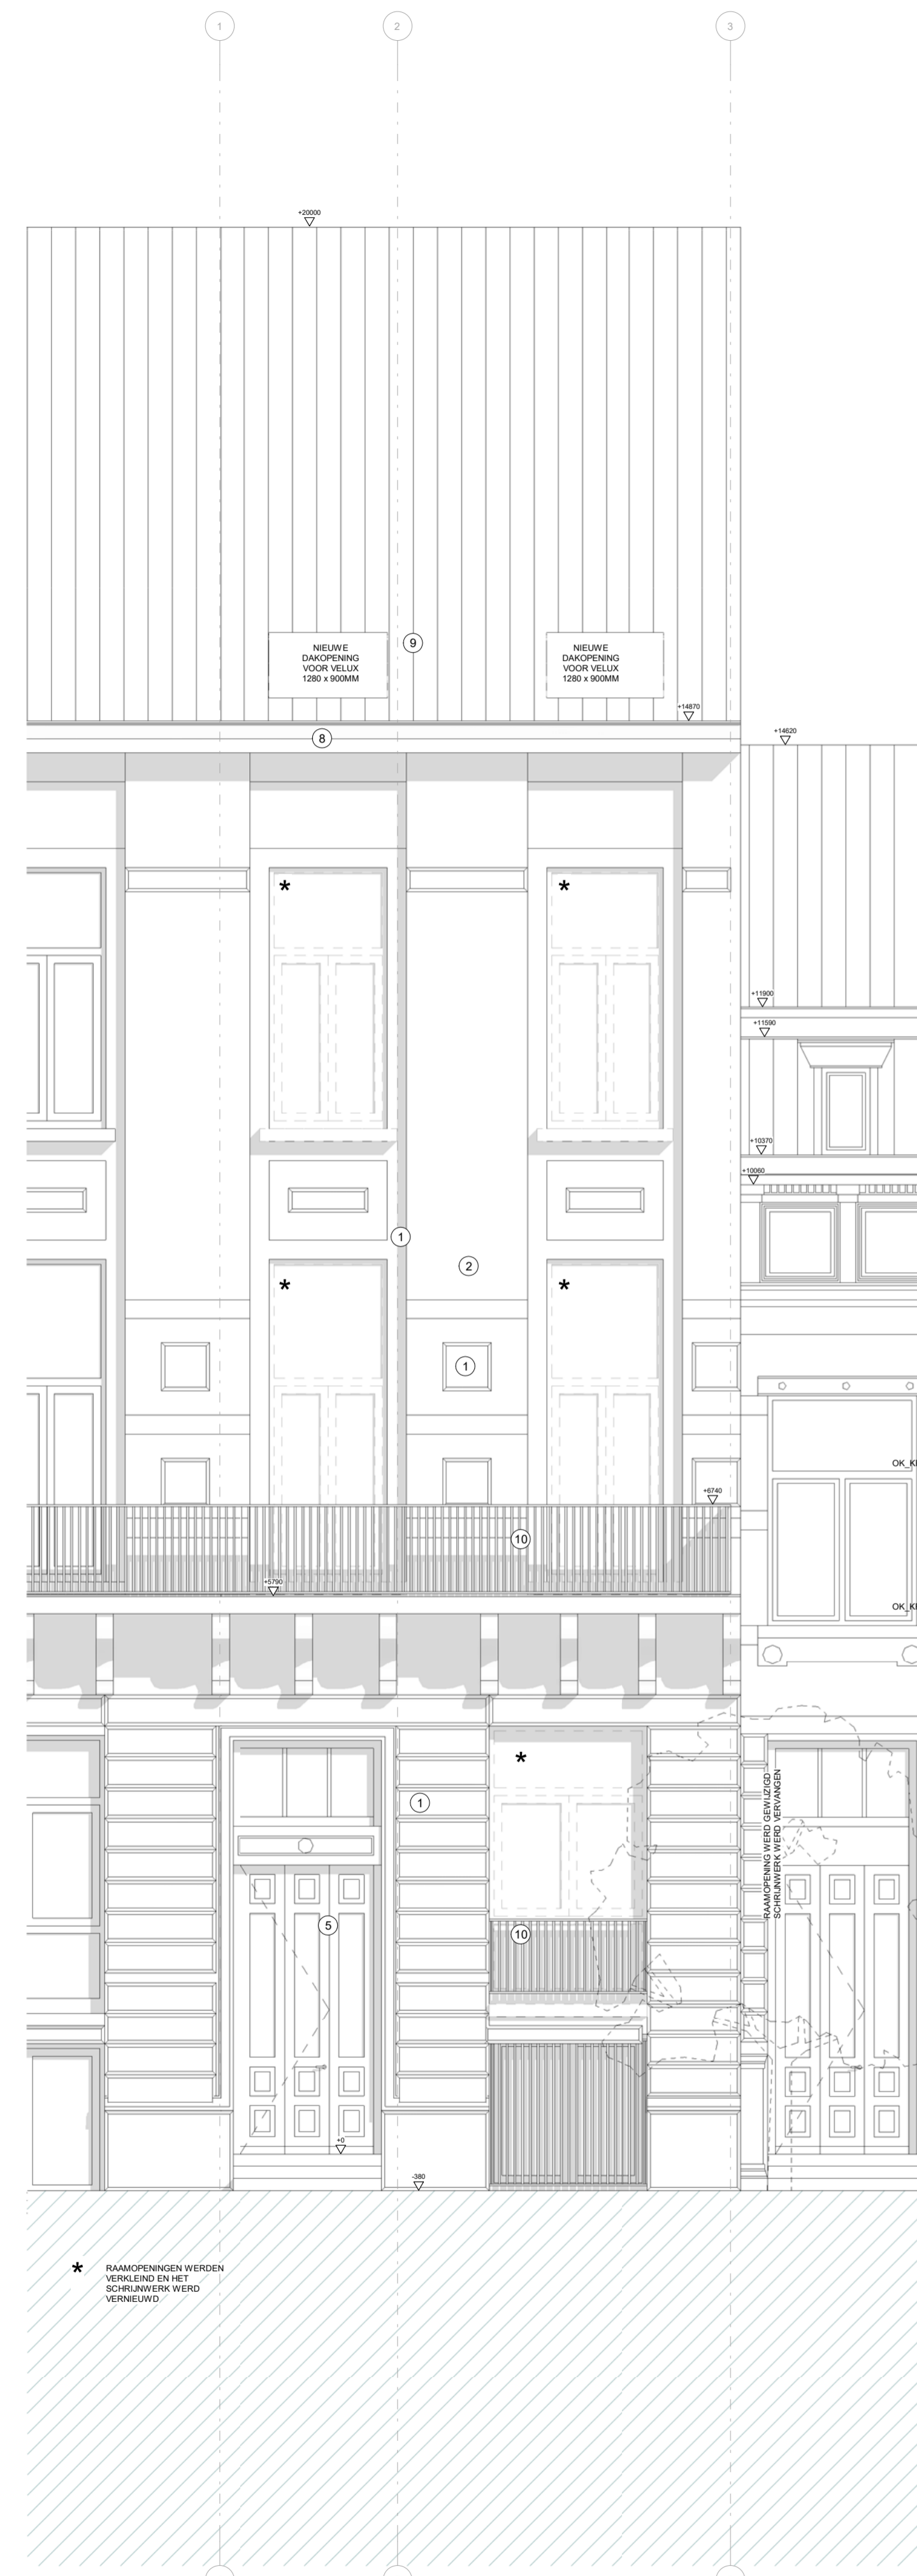 1 2 3
+20000
9
NIEUWE
DAKOPENING
VOOR VELUX
1280 x 900MM
NIEUWE
DAKOPENING
VOOR VELUX
1280 x 900MM
+14870
8
+14620
*
*
+11900
+11590
+10370
+10060
1
2
*
*
1
OK_K
+6740
10
+5790
OK_K
*
1
RAAMOPENING WERD GEWIJZIGD
SCHRIJNWERK WERD VERVANGEN
5
10
+0
-380
* RAAMOPENINGEN WERDEN
VERKLEIND EN HET
SCHRIJNWERK WERD
VERNIEUWD